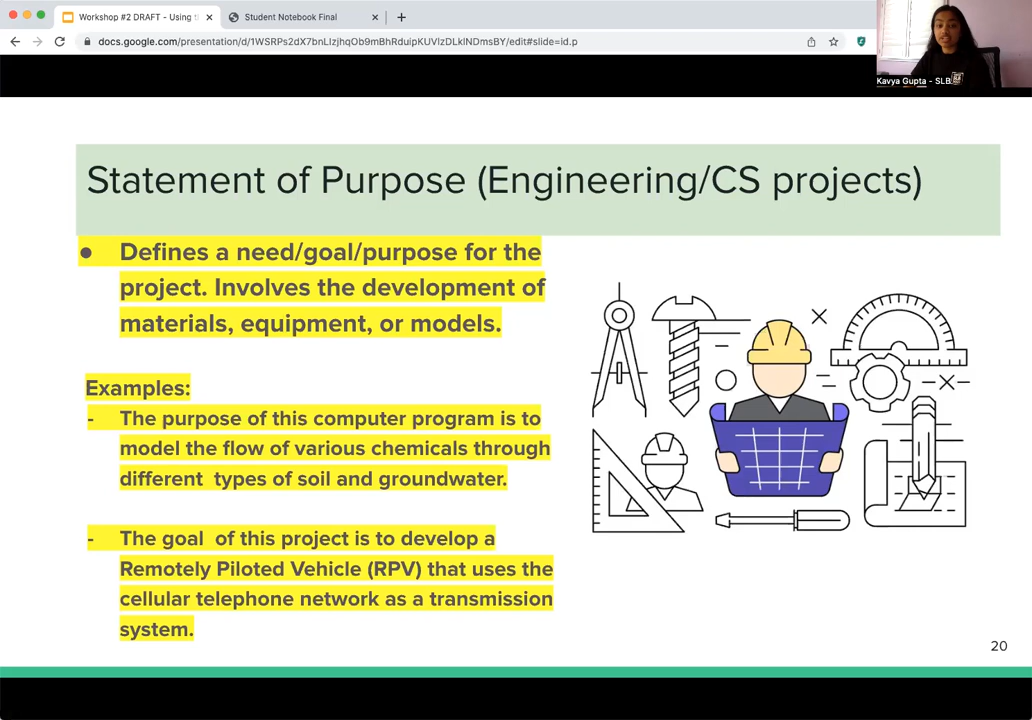 Workshop #2 DRAFT - Using t
Student Notebook Final
docs.google.com/presentation/d/1WSRPs2dX7bnLIzjhqOb9mBhRduipKUVlzDLklNDmsBY/edit#slide=id.p
Kavya Gupta - SLB
Statement of Purpose (Engineering/CS projects)
● Defines a need/goal/purpose for the
project. Involves the development of
materials, equipment, or models.
Examples:
- The purpose of this computer program is to
model the flow of various chemicals through
different types of soil and groundwater.
- The goal of this project is to develop a
Remotely Piloted Vehicle (RPV) that uses the
cellular telephone network as a transmission
system.
20